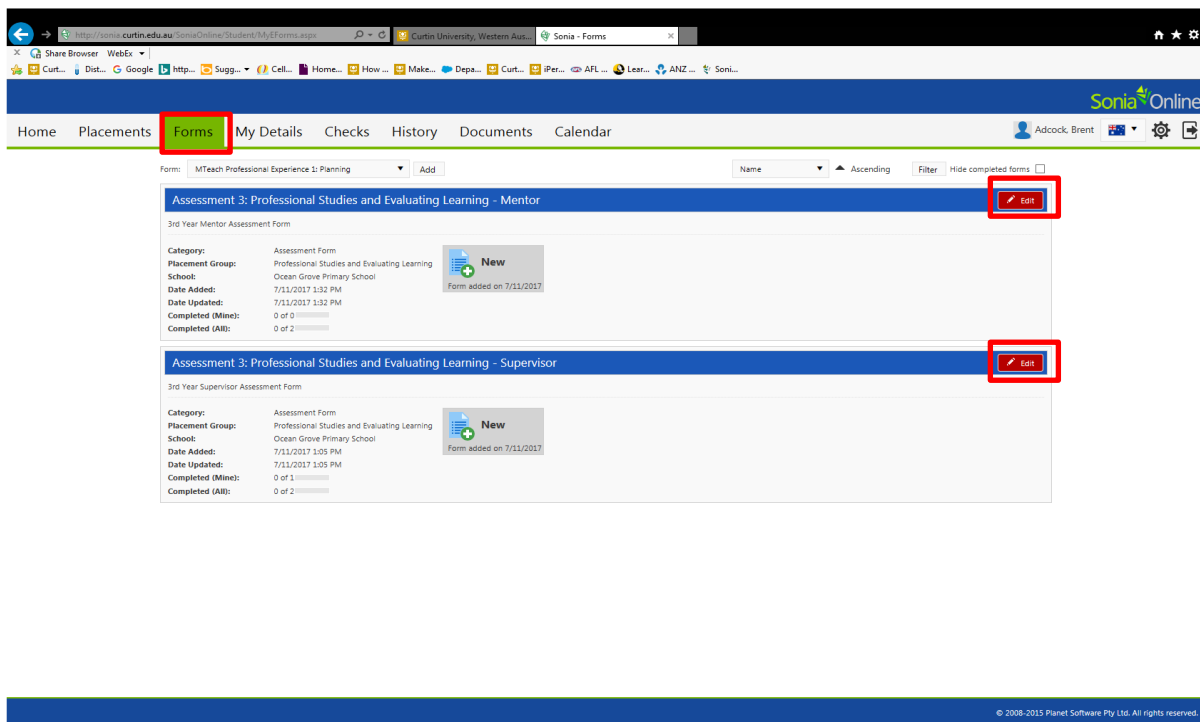 http://sonia.curtin.edu.au/SoniaOnline/Student/MyEForms.aspx Curtin University, Western Aus... Sonia - Forms ×
× Share Browser WebEx
Curt... Dist... Google http... Sugg... Cell... Home... How ... Make... Depa... Curt... iPer... AFL ... Lear... ANZ ... Soni...
Sonia Online
Home Placements Forms My Details Checks History Documents Calendar Adcock, Brent
Form: MTeach Professional Experience 1: Planning Add Name Ascending Filter Hide completed forms
Assessment 3: Professional Studies and Evaluating Learning - Mentor Edit
3rd Year Mentor Assessment Form
Category: Assessment Form
Placement Group: Professional Studies and Evaluating Learning
School: Ocean Grove Primary School
Date Added: 7/11/2017 1:32 PM
Date Updated: 7/11/2017 1:32 PM
Completed (Mine): 0 of 0
Completed (All): 0 of 2
New
Form added on 7/11/2017
Assessment 3: Professional Studies and Evaluating Learning - Supervisor Edit
3rd Year Supervisor Assessment Form
Category: Assessment Form
Placement Group: Professional Studies and Evaluating Learning
School: Ocean Grove Primary School
Date Added: 7/11/2017 1:05 PM
Date Updated: 7/11/2017 1:05 PM
Completed (Mine): 0 of 1
Completed (All): 0 of 2
New
Form added on 7/11/2017
© 2008-2015 Planet Software Pty Ltd. All rights reserved.